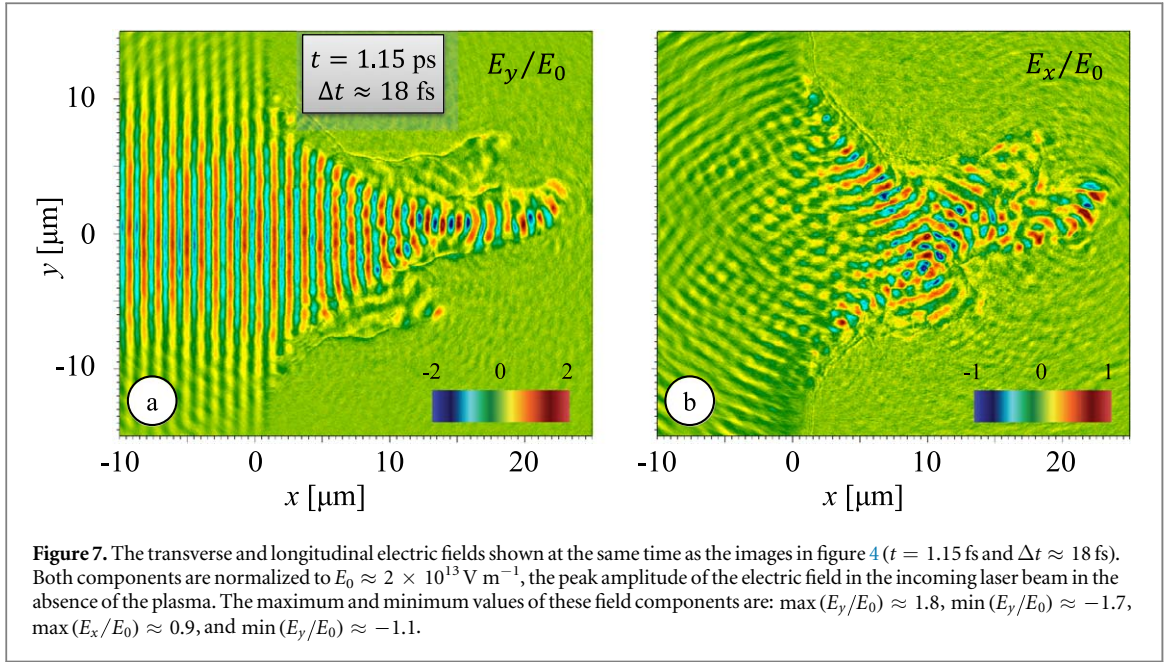 t = 1.15 ps
Δt ≈ 18 fs
E_y/E_0
E_x/E_0
10
0
-10
y [μm]
-2 0 2
-1 0 1
a
b
-10 0 10 20
-10 0 10 20
x [μm]
x [μm]
Figure 7. The transverse and longitudinal electric fields shown at the same time as the images in figure 4 (t = 1.15 fs and Δt ≈ 18 fs).
Both components are normalized to E_0 ≈ 2 × 10^13 V m^−1, the peak amplitude of the electric field in the incoming laser beam in the
absence of the plasma. The maximum and minimum values of these field components are: max (E_y/E_0) ≈ 1.8, min (E_y/E_0) ≈ −1.7,
max (E_x/E_0) ≈ 0.9, and min (E_y/E_0) ≈ −1.1.